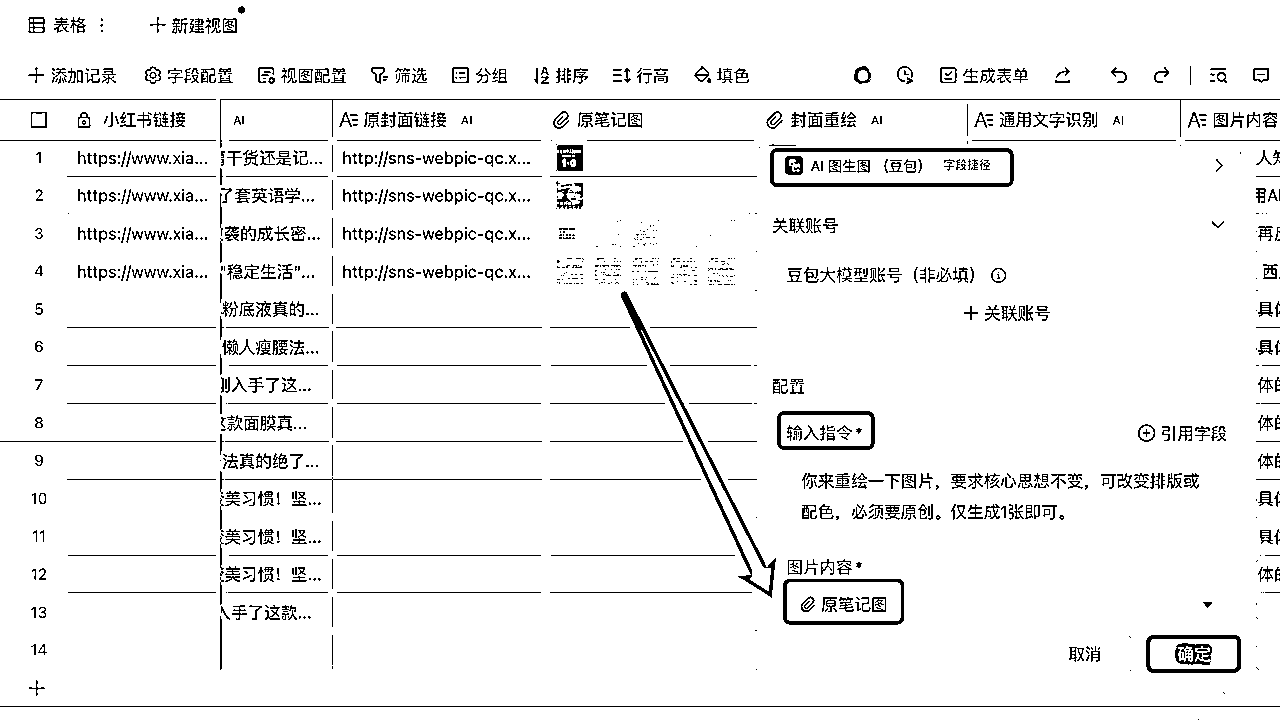 表格 新建视图
添加记录 字段配置 视图配置 筛选 分组 排序 行高 填色 生成表单
小红书链接 AI 原封面链接 AI 原笔记图 封面重绘 AI 通用文字识别 AI 图片内容
1 https://www.xia... 干货还是记... http://sns-webpic-qc.x... AI 图生图 (豆包) 字段捷径 人知
2 https://www.xia... 了套英语学... http://sns-webpic-qc.x... 用AI
关联账号
3 https://www.xia... 袭的成长密... http://sns-webpic-qc.x... 再
4 https://www.xia... "稳定生活"... http://sns-webpic-qc.x... 豆包大模型账号（非必填） 西
5 粉底液真的... 关联账号 具体
6 懒人瘦腰法... 具体
7 入手了这... 配置 体的
8 款面膜真... 输入指令* 引用字段 体的
9 法真的绝了... 体的
你来重绘一下图片，要求核心思想不变，可改变排版或
10 美习惯！坚... 体的
配色，必须要原创。仅生成1张即可。
11 美习惯！坚... 具体
12 美习惯！坚... 图片内容* 体的
13 入手了这款... 原笔记图
14 取消 确定